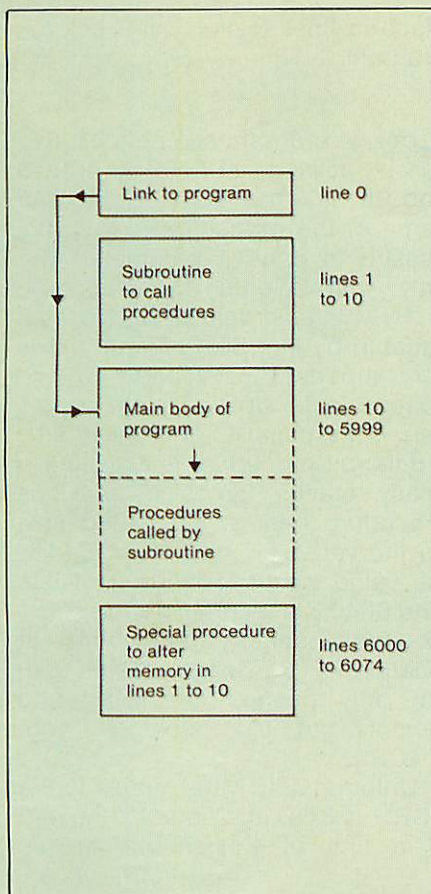 Link to program line 0
Subroutine
to call
procedures
lines 1
to 10
Main body of
program
lines 10
to 5999
Procedures
called by
subroutine
Special procedure
to alter
memory in
lines 1 to 10
lines 6000
to 6074